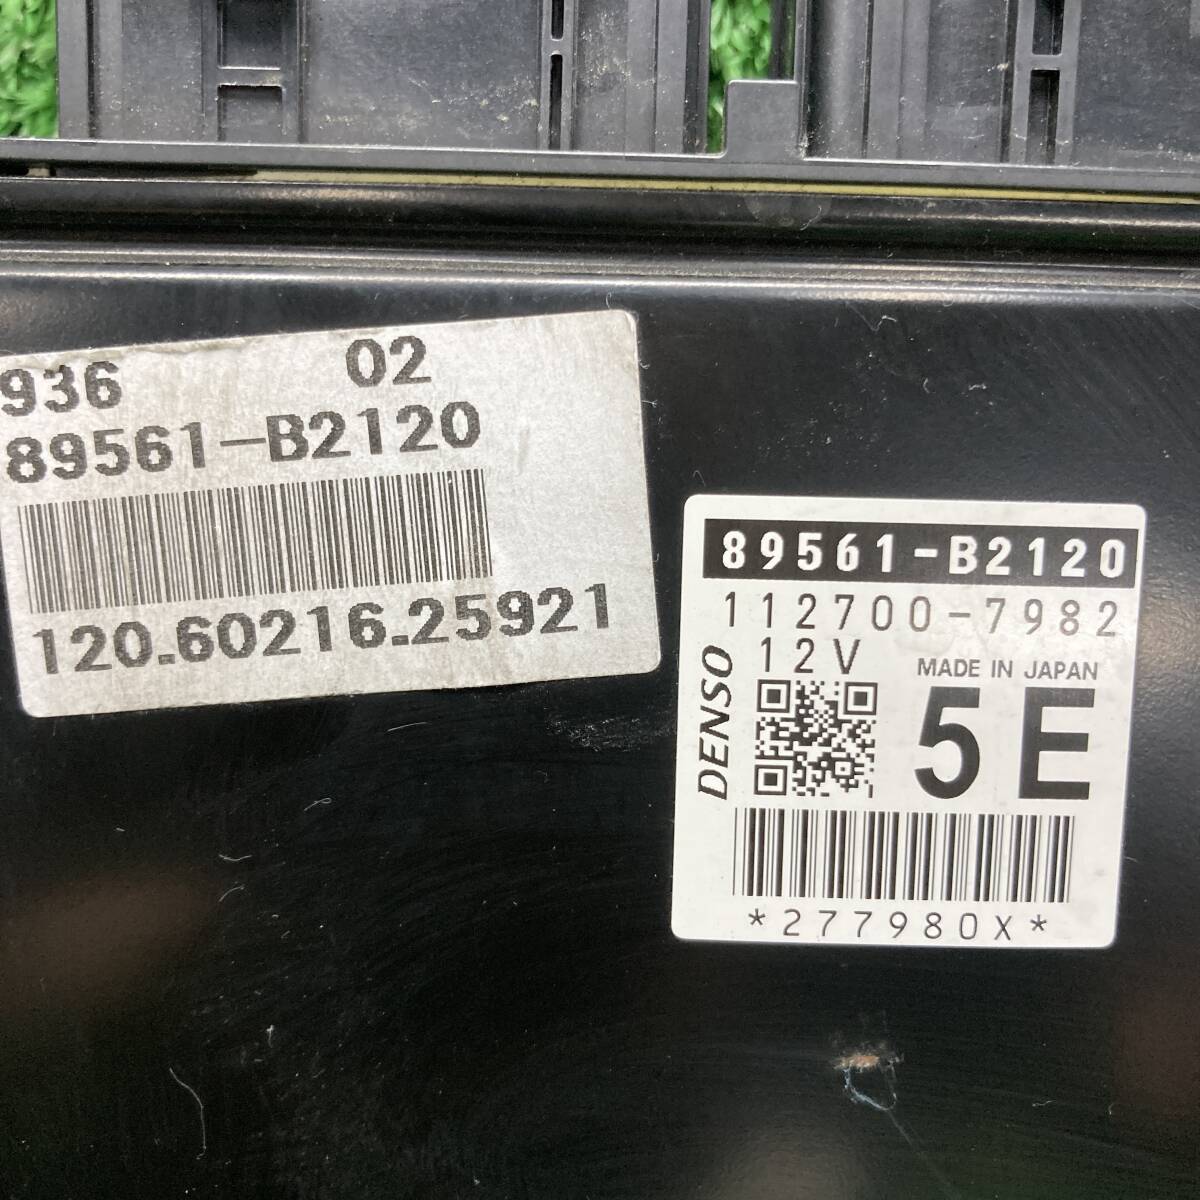 936 02
89561-B2120
120.60216.25921
89561-B2120
112700-7982
12V
MADE IN JAPAN
DENSO
5E
*277980X*